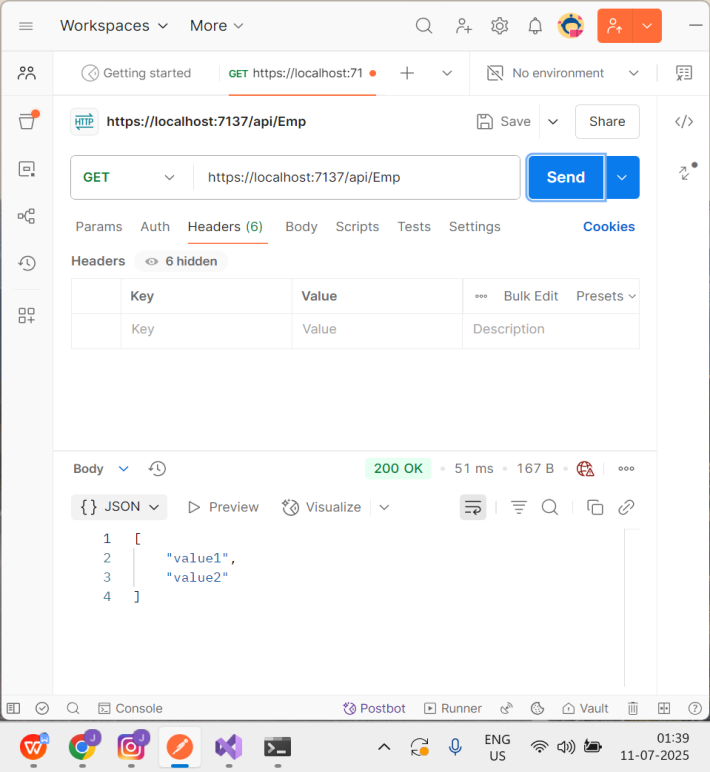 Workspaces More
Getting started GET https://localhost:71 No environment
HTTP https://localhost:7137/api/Emp Save Share
GET https://localhost:7137/api/Emp Send
Params Auth Headers (6) Body Scripts Tests Settings Cookies
Headers 6 hidden
Key Value Bulk Edit Presets
Key Value Description
Body 200 OK 51 ms 167 B
{} JSON Preview Visualize
1 [
2 "value1",
3 "value2"
4 ]
Console Postbot Runner Vault
W J J ENG 01:39
US 11-07-2025